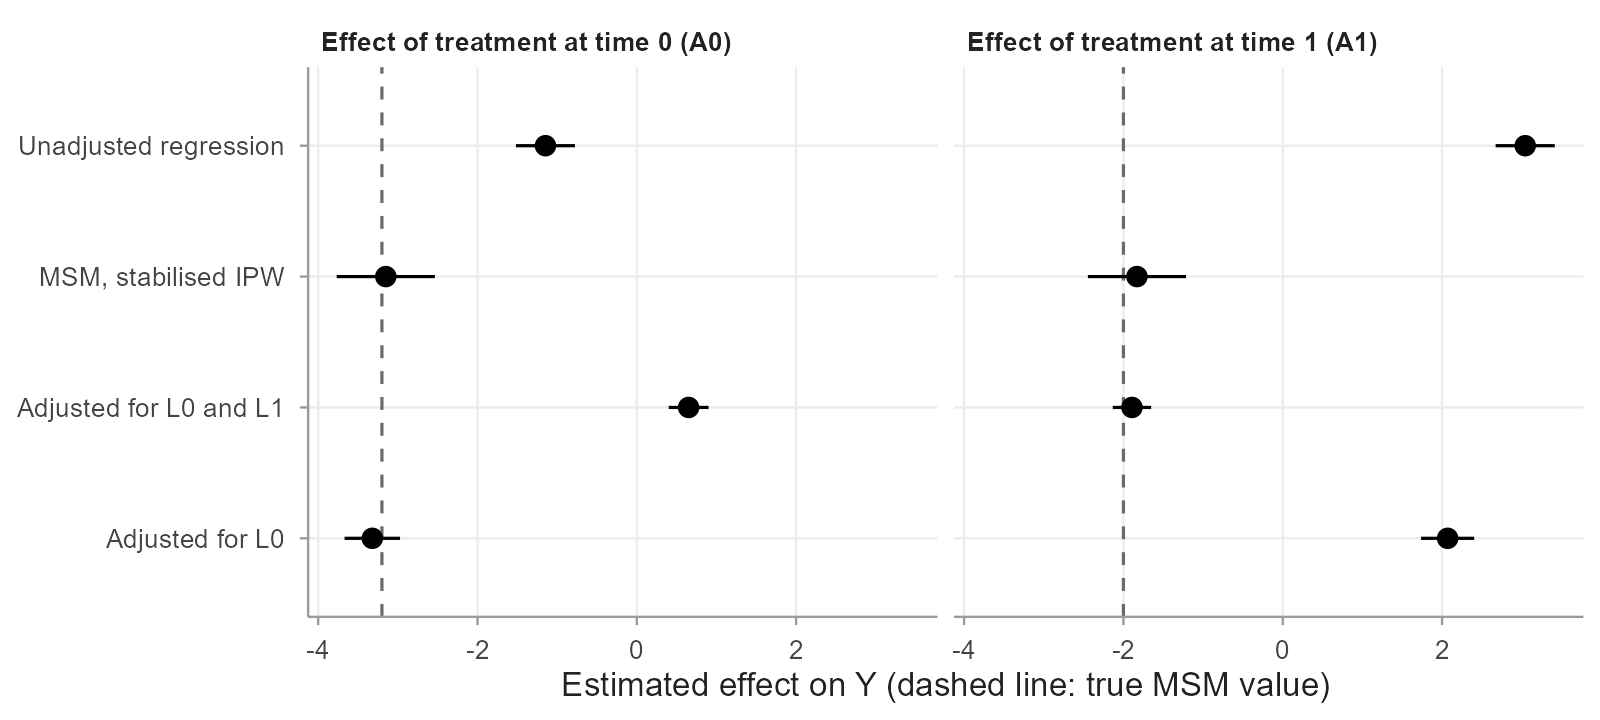 Effect of treatment at time 0 (A0)
Effect of treatment at time 1 (A1)
Unadjusted regression
MSM, stabilised IPW
Adjusted for L0 and L1
Adjusted for L0
-4 -2 0 2
-4 -2 0 2
Estimated effect on Y (dashed line: true MSM value)